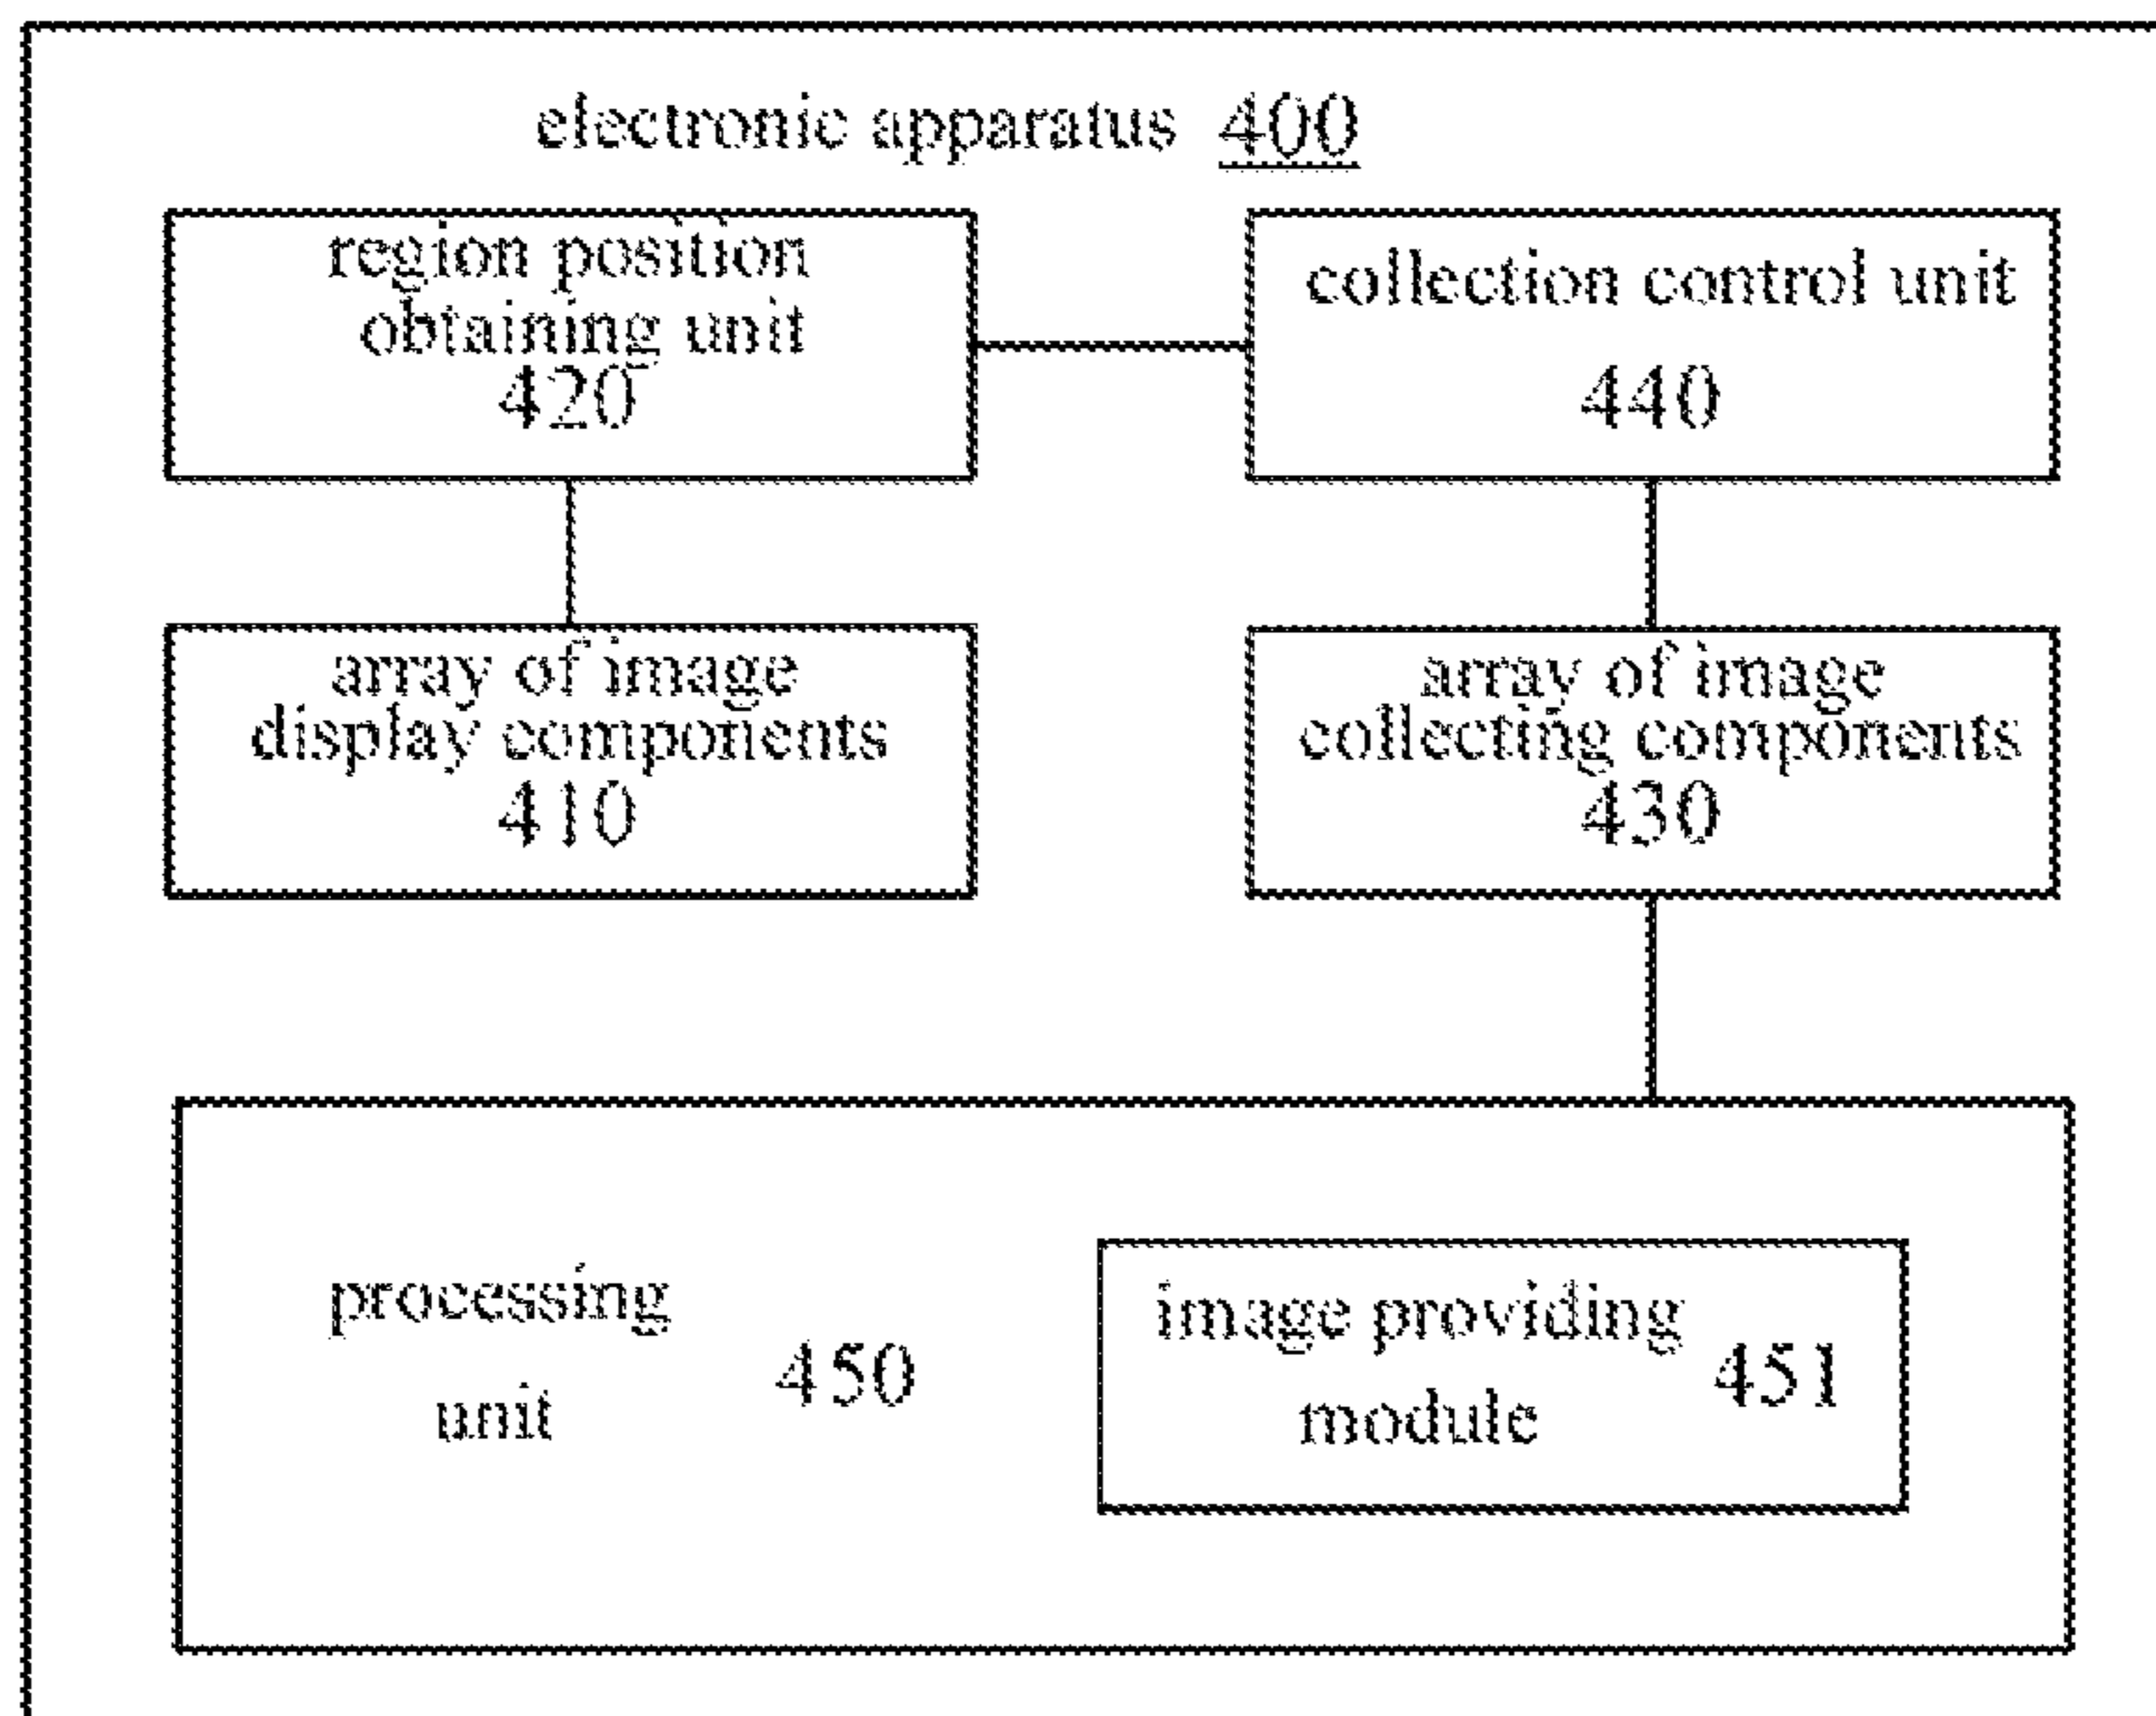 electronic apparatus 400
region position
obtaining unit
420
collection control unit
440
array of image
display components
410
array of image
collecting components
430
processing
unit
450
image providing
module
451